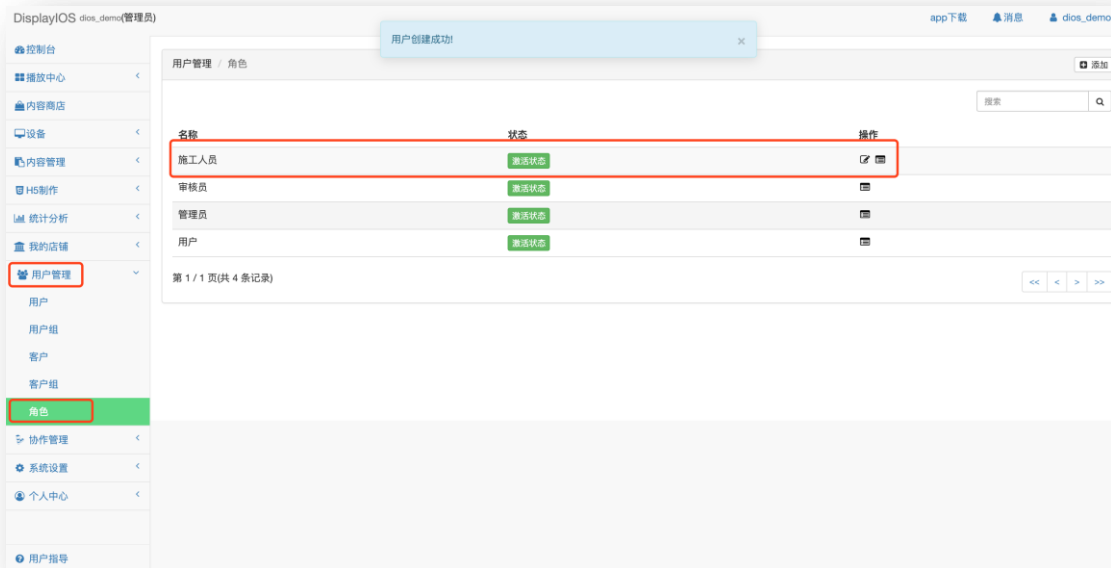 DisplayIOS dios_demo(管理员)
app下载 消息 dios_demo
用户创建成功! ×
控制台
播放中心
内容商店
设备
内容管理
H5制作
统计分析
我的店铺
用户管理
用户
用户组
客户
客户组
角色
协作管理
系统设置
个人中心
用户指导
用户管理 / 角色
添加
搜索
名称 状态 操作
施工人员 激活状态
审核员 激活状态
管理员 激活状态
用户 激活状态
第 1 / 1 页(共 4 条记录)
<< < > >>